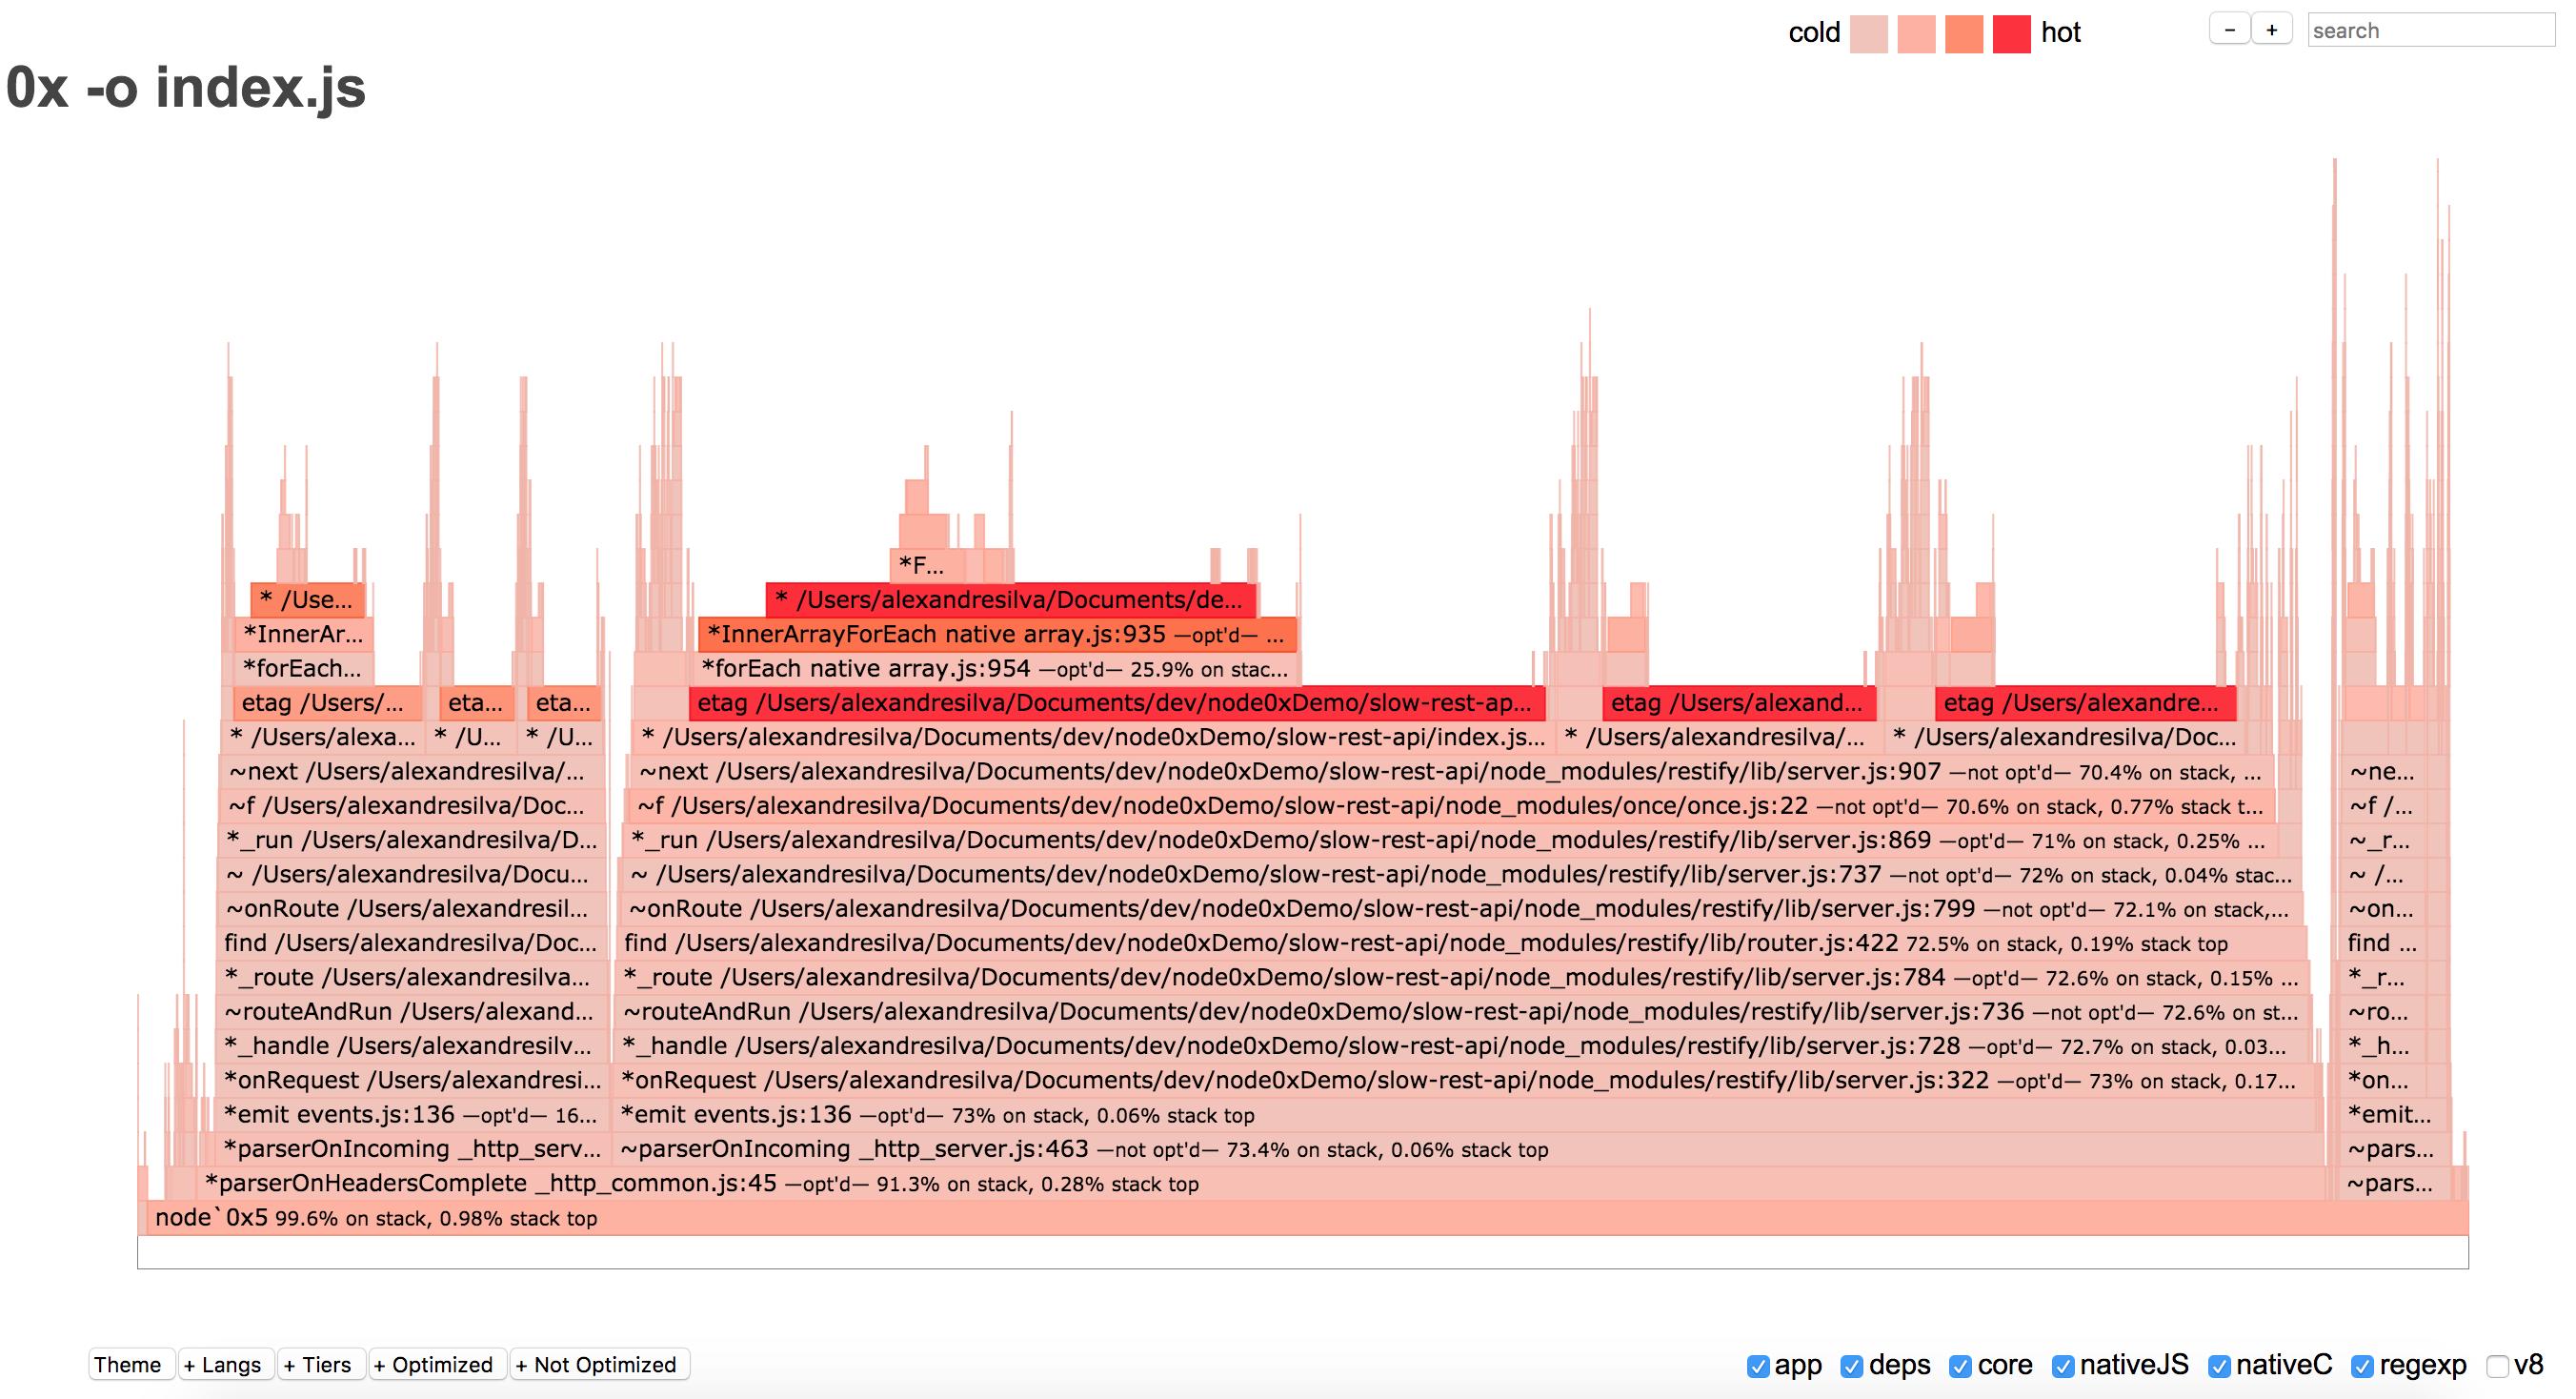 cold hot
− + search
0x -o index.js
*F...
* /Use... * /Users/alexandresilva/Documents/de...
*InnerAr... *InnerArrayForEach native array.js:935 —opt'd— ...
*forEach... *forEach native array.js:954 —opt'd— 25.9% on stac...
etag /Users/... eta... eta... etag /Users/alexandresilva/Documents/dev/node0xDemo/slow-rest-ap... etag /Users/alexand... etag /Users/alexandre...
* /Users/alexa... * /U... * /U... * /Users/alexandresilva/Documents/dev/node0xDemo/slow-rest-api/index.js... * /Users/alexandresilva/... * /Users/alexandresilva/Doc...
~next /Users/alexandresilva/... ~next /Users/alexandresilva/Documents/dev/node0xDemo/slow-rest-api/node_modules/restify/lib/server.js:907 —not opt'd— 70.4% on stack, ... ~ne...
~f /Users/alexandresilva/Doc... ~f /Users/alexandresilva/Documents/dev/node0xDemo/slow-rest-api/node_modules/once/once.js:22 —not opt'd— 70.6% on stack, 0.77% stack t... ~f /...
*_run /Users/alexandresilva/D... *_run /Users/alexandresilva/Documents/dev/node0xDemo/slow-rest-api/node_modules/restify/lib/server.js:869 —opt'd— 71% on stack, 0.25% ... ~_r...
~ /Users/alexandresilva/Docu... ~ /Users/alexandresilva/Documents/dev/node0xDemo/slow-rest-api/node_modules/restify/lib/server.js:737 —not opt'd— 72% on stack, 0.04% stac... ~ /...
~onRoute /Users/alexandresil... ~onRoute /Users/alexandresilva/Documents/dev/node0xDemo/slow-rest-api/node_modules/restify/lib/server.js:799 —not opt'd— 72.1% on stack,... ~on...
find /Users/alexandresilva/Doc... find /Users/alexandresilva/Documents/dev/node0xDemo/slow-rest-api/node_modules/restify/lib/router.js:422 72.5% on stack, 0.19% stack top find ...
*_route /Users/alexandresilva... *_route /Users/alexandresilva/Documents/dev/node0xDemo/slow-rest-api/node_modules/restify/lib/server.js:784 —opt'd— 72.6% on stack, 0.15% ... *_r...
~routeAndRun /Users/alexand... ~routeAndRun /Users/alexandresilva/Documents/dev/node0xDemo/slow-rest-api/node_modules/restify/lib/server.js:736 —not opt'd— 72.6% on st... ~ro...
*_handle /Users/alexandresilv... *_handle /Users/alexandresilva/Documents/dev/node0xDemo/slow-rest-api/node_modules/restify/lib/server.js:728 —opt'd— 72.7% on stack, 0.03... *_h...
*onRequest /Users/alexandresi... *onRequest /Users/alexandresilva/Documents/dev/node0xDemo/slow-rest-api/node_modules/restify/lib/server.js:322 —opt'd— 73% on stack, 0.17... *on...
*emit events.js:136 —opt'd— 16... *emit events.js:136 —opt'd— 73% on stack, 0.06% stack top *emit...
*parserOnIncoming _http_serv... ~parserOnIncoming _http_server.js:463 —not opt'd— 73.4% on stack, 0.06% stack top ~pars...
*parserOnHeadersComplete _http_common.js:45 —opt'd— 91.3% on stack, 0.28% stack top ~pars...
node`0x5 99.6% on stack, 0.98% stack top
Theme + Langs + Tiers + Optimized + Not Optimized app deps core nativeJS nativeC regexp v8